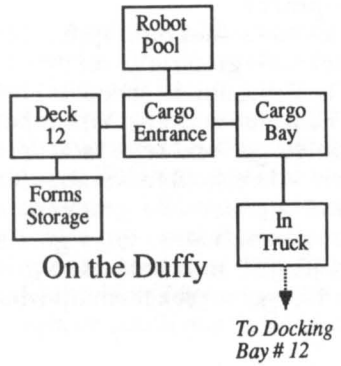 Robot
Pool
Deck
12
Cargo
Entrance
Cargo
Bay
Forms
Storage
In
Truck
On the Duffy
To Docking
Bay # 12